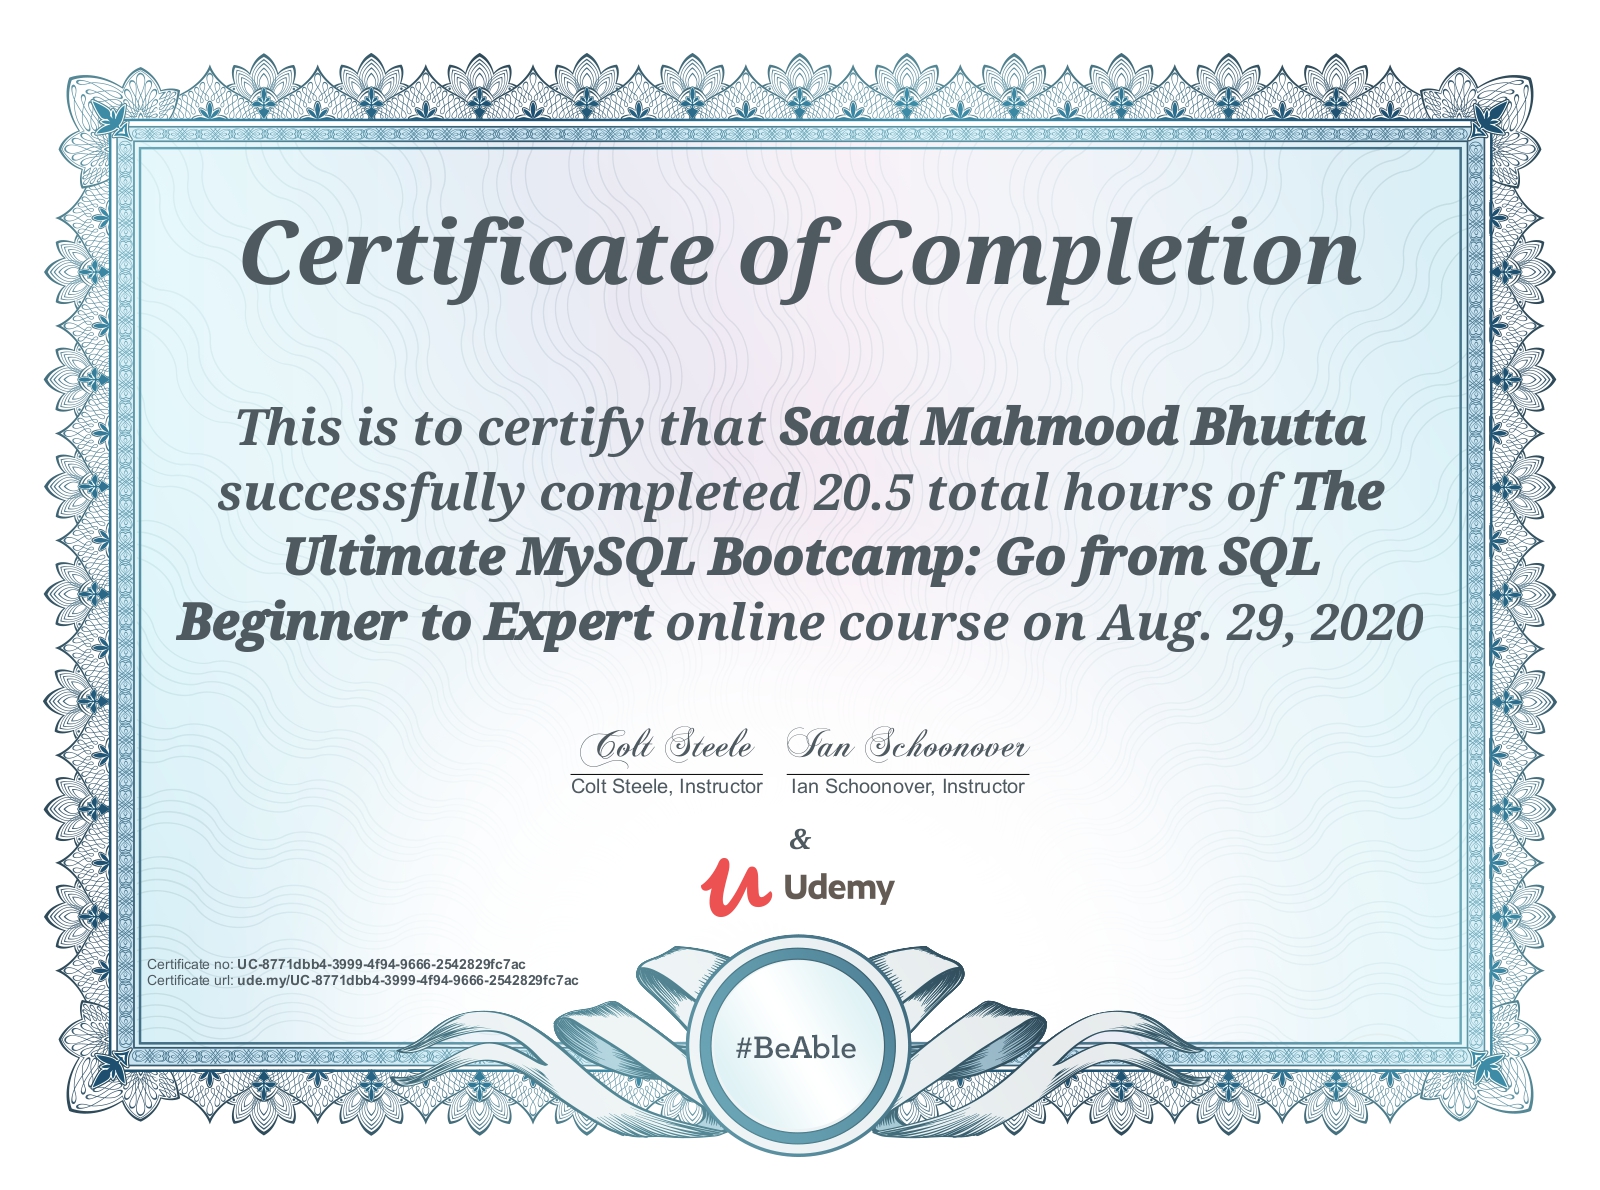 Certificate of Completion
This is to certify that Saad Mahmood Bhutta
successfully completed 20.5 total hours of The
Ultimate MySQL Bootcamp: Go from SQL
Beginner to Expert online course on Aug. 29, 2020
Colt Steele Ian Schoonover
Colt Steele, Instructor Ian Schoonover, Instructor
&
Udemy
Certificate no: UC-8771dbb4-3999-4f94-9666-2542829fc7ac
Certificate url: ude.my/UC-8771dbb4-3999-4f94-9666-2542829fc7ac
#BeAble